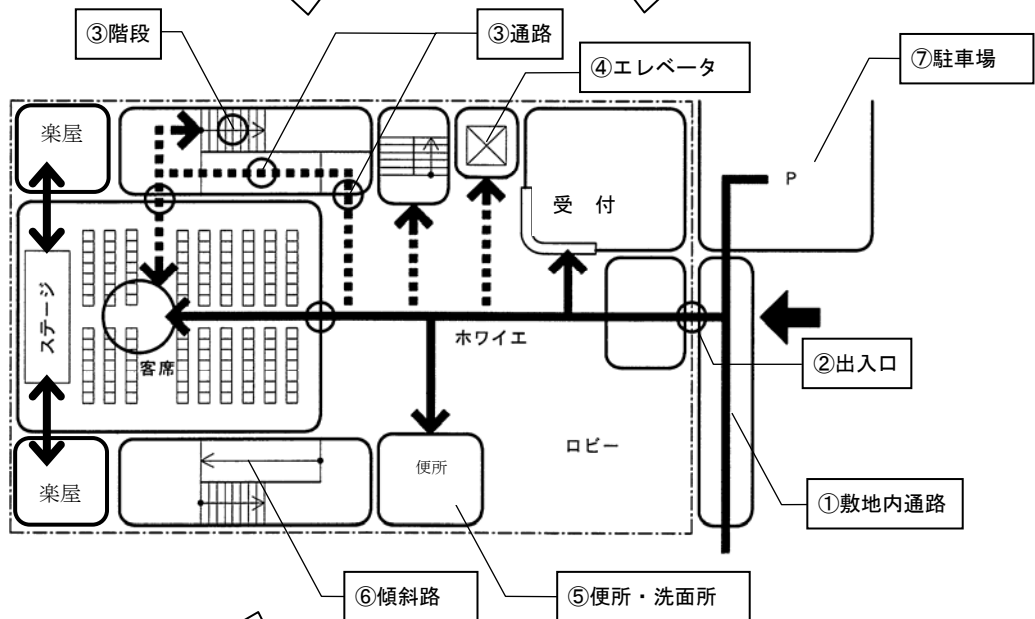 ③階段
③通路
④エレベータ
⑦駐車場
楽屋
受 付
P
ステージ
客席
ホワイエ
②出入口
ロビー
便所
楽屋
①敷地内通路
⑥傾斜路
⑤便所・洗面所